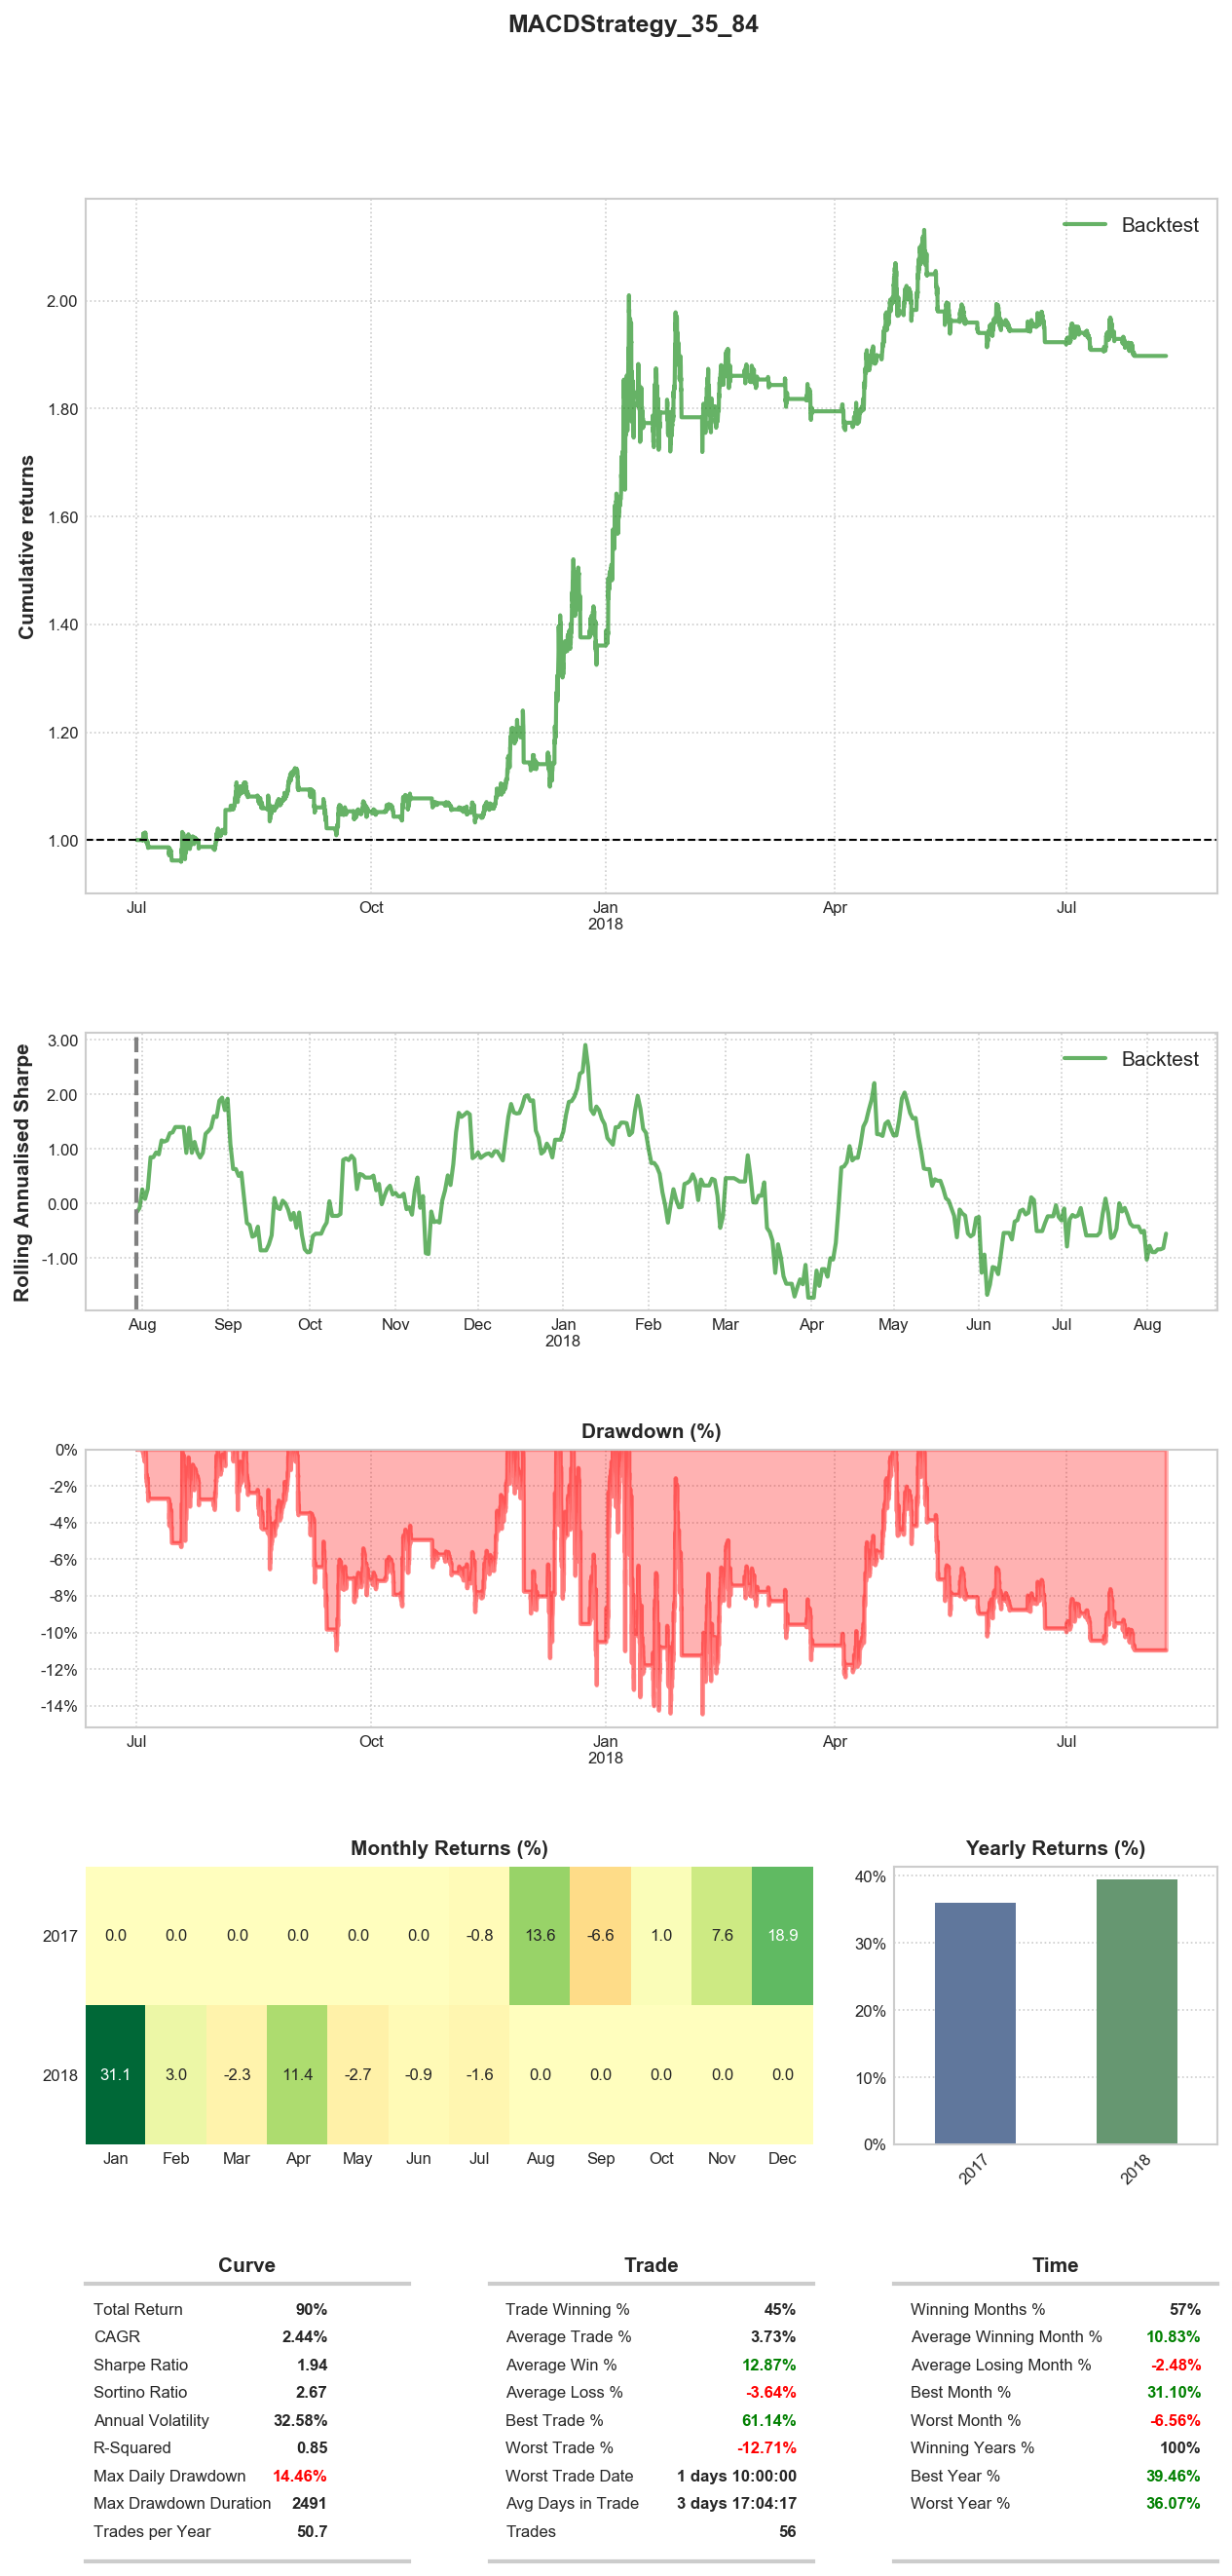 MACDStrategy_35_84
Backtest
Cumulative returns
2.00
1.80
1.60
1.40
1.20
1.00
Jul Oct Jan Apr Jul
2018
Backtest
Rolling Annualised Sharpe
3.00
2.00
1.00
0.00
-1.00
Aug Sep Oct Nov Dec Jan Feb Mar Apr May Jun Jul Aug
2018
Drawdown (%)
0%
-2%
-4%
-6%
-8%
-10%
-12%
-14%
Jul Oct Jan Apr Jul
2018
Monthly Returns (%)
2017 0.0 0.0 0.0 0.0 0.0 0.0 -0.8 13.6 -6.6 1.0 7.6 18.9
2018 31.1 3.0 -2.3 11.4 -2.7 -0.9 -1.6 0.0 0.0 0.0 0.0 0.0
Jan Feb Mar Apr May Jun Jul Aug Sep Oct Nov Dec
Yearly Returns (%)
40%
30%
20%
10%
0%
2017 2018
Curve
Total Return 90%
CAGR 2.44%
Sharpe Ratio 1.94
Sortino Ratio 2.67
Annual Volatility 32.58%
R-Squared 0.85
Max Daily Drawdown 14.46%
Max Drawdown Duration 2491
Trades per Year 50.7
Trade
Trade Winning % 45%
Average Trade % 3.73%
Average Win % 12.87%
Average Loss % -3.64%
Best Trade % 61.14%
Worst Trade % -12.71%
Worst Trade Date 1 days 10:00:00
Avg Days in Trade 3 days 17:04:17
Trades 56
Time
Winning Months % 57%
Average Winning Month % 10.83%
Average Losing Month % -2.48%
Best Month % 31.10%
Worst Month % -6.56%
Winning Years % 100%
Best Year % 39.46%
Worst Year % 36.07%